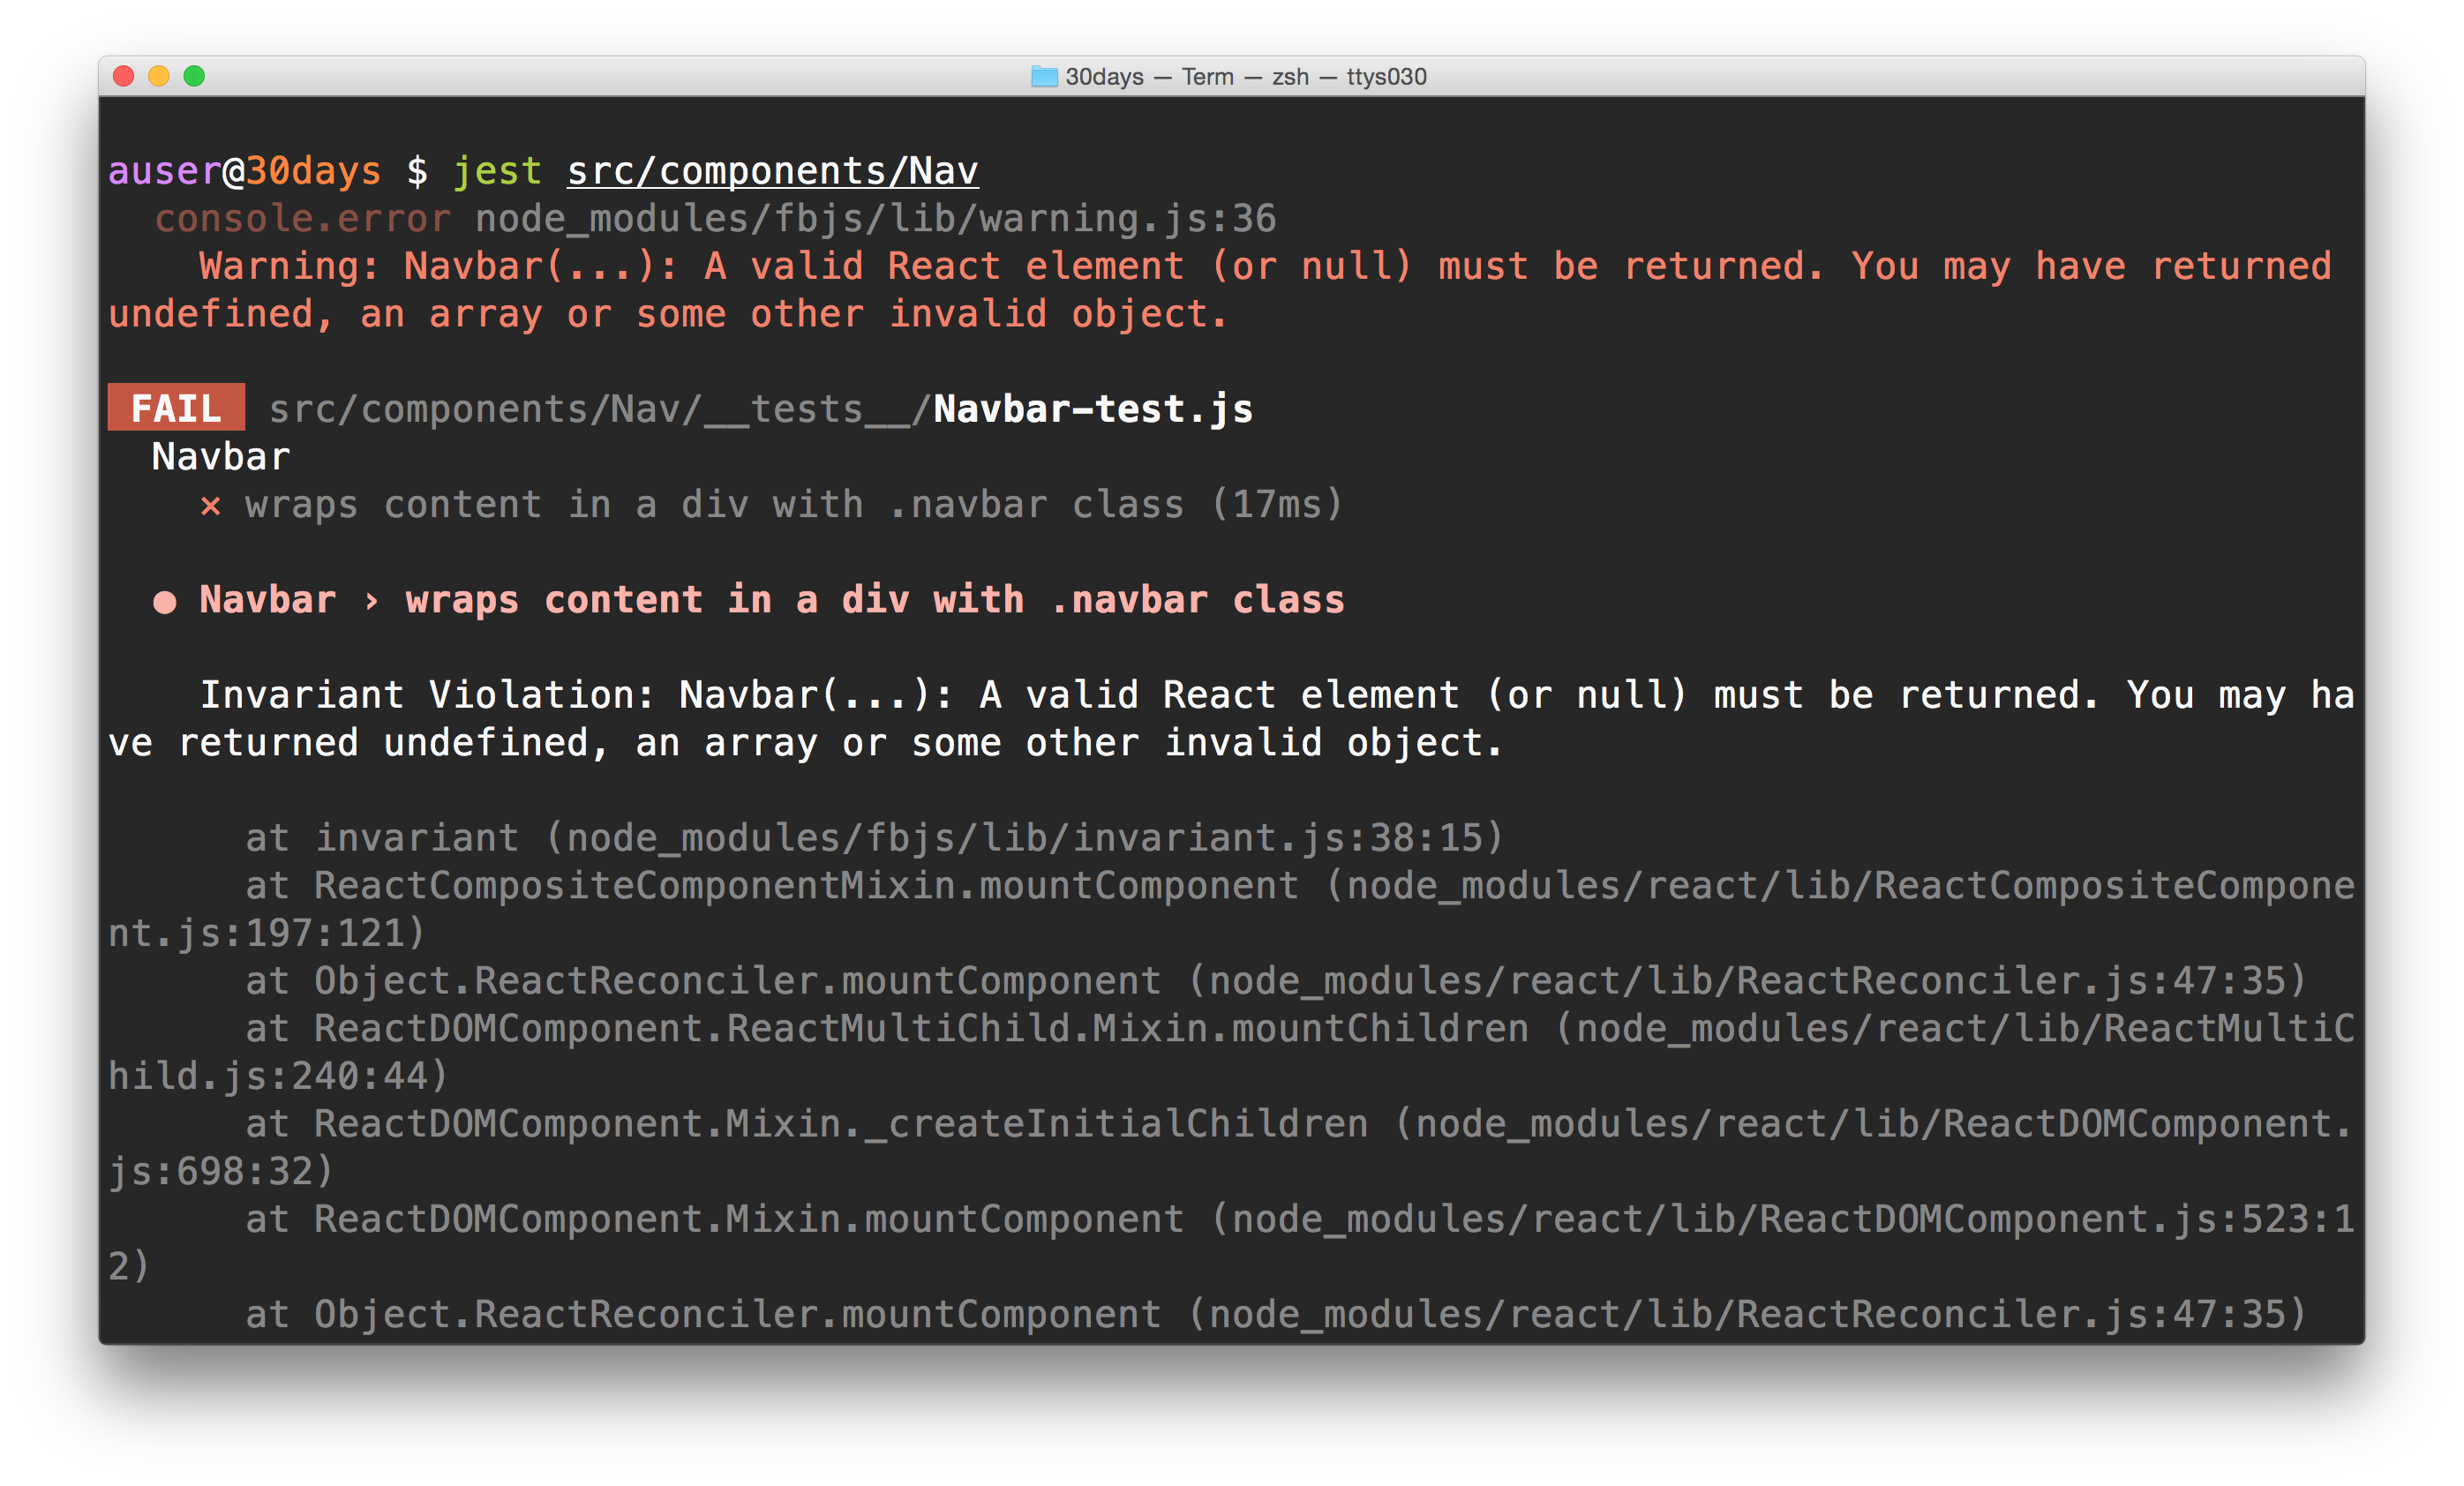 30days — Term — zsh — ttys030
auser@30days $ jest src/components/Nav
console.error node_modules/fbjs/lib/warning.js:36
Warning: Navbar(...): A valid React element (or null) must be returned. You may have returned
undefined, an array or some other invalid object.
FAIL src/components/Nav/__tests__/Navbar-test.js
Navbar
× wraps content in a div with .navbar class (17ms)
● Navbar › wraps content in a div with .navbar class
Invariant Violation: Navbar(...): A valid React element (or null) must be returned. You may ha
ve returned undefined, an array or some other invalid object.
at invariant (node_modules/fbjs/lib/invariant.js:38:15)
at ReactCompositeComponentMixin.mountComponent (node_modules/react/lib/ReactCompositeCompone
nt.js:197:121)
at Object.ReactReconciler.mountComponent (node_modules/react/lib/ReactReconciler.js:47:35)
at ReactDOMComponent.ReactMultiChild.Mixin.mountChildren (node_modules/react/lib/ReactMultiC
hild.js:240:44)
at ReactDOMComponent.Mixin._createInitialChildren (node_modules/react/lib/ReactDOMComponent.
js:698:32)
at ReactDOMComponent.Mixin.mountComponent (node_modules/react/lib/ReactDOMComponent.js:523:1
2)
at Object.ReactReconciler.mountComponent (node_modules/react/lib/ReactReconciler.js:47:35)